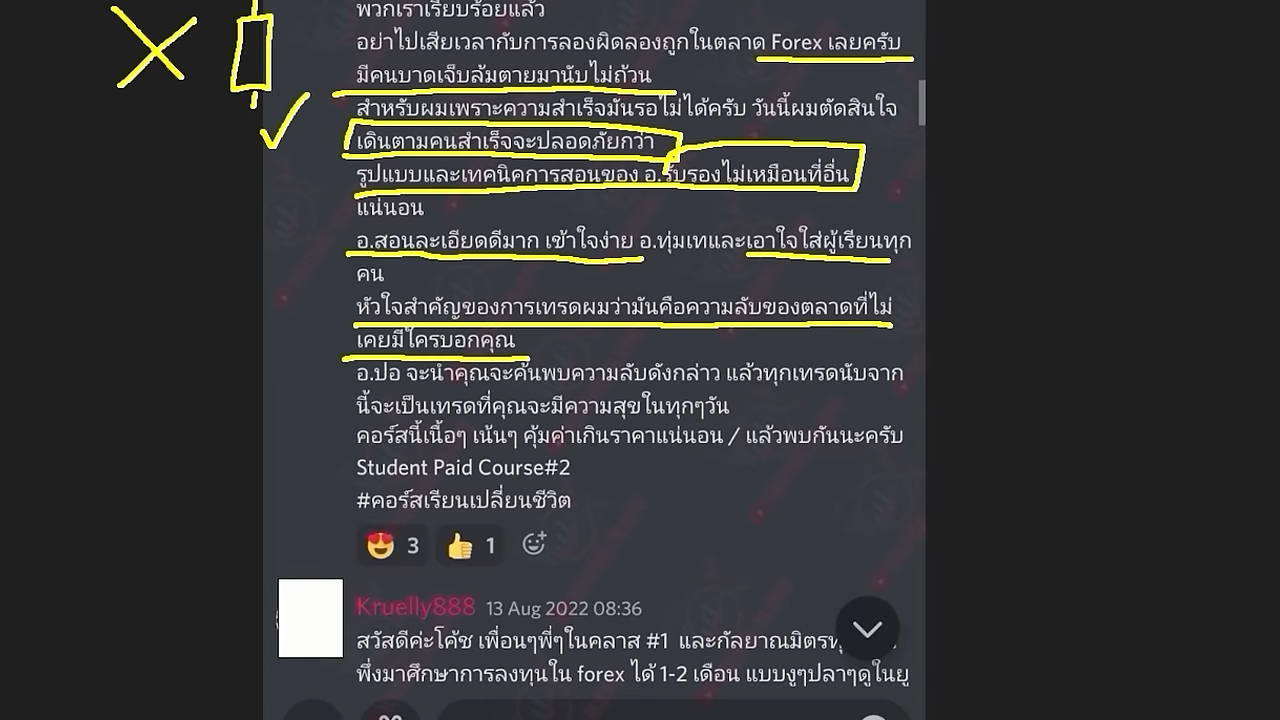 พวกเราเรียบร้อยแล้ว
อย่าไปเสียเวลากับการลองผิดลองถูกในตลาด Forex เลยครับ
มีคนบาดเจ็บล้มตายมานับไม่ถ้วน
สำหรับผมเพราะความสำเร็จมันรอไม่ได้ครับ วันนี้ผมตัดสินใจ
เดินตามคนสำเร็จจะปลอดภัยกว่า
รูปแบบและเทคนิคการสอนของ อ.รับรองไม่เหมือนที่อื่น
แน่นอน
อ.สอนละเอียดดีมาก เข้าใจง่าย อ.ทุ่มเทและเอาใจใส่ผู้เรียนทุก
คน
หัวใจสำคัญของการเทรดผมว่ามันคือความลับของตลาดที่ไม่
เคยมีใครบอกคุณ
อ.ปอ จะนำคุณจะค้นพบความลับดังกล่าว แล้วทุกเทรดนับจาก
นี้จะเป็นเทรดที่คุณจะมีความสุขในทุกๆวัน
คอร์สนี้เนื้อๆ เน้นๆ คุ้มค่าเกินราคาแน่นอน / แล้วพบกันนะครับ
Student Paid Course#2
#คอร์สเรียนเปลี่ยนชีวิต
3 1
Kruelly888 13 Aug 2022 08:36
สวัสดีค่ะโค้ช เพื่อนๆพี่ๆในคลาส #1 และกัลยาณมิตร
พึ่งมาศึกษาการลงทุนใน forex ได้ 1-2 เดือน แบบงูๆปลาๆดูในยู